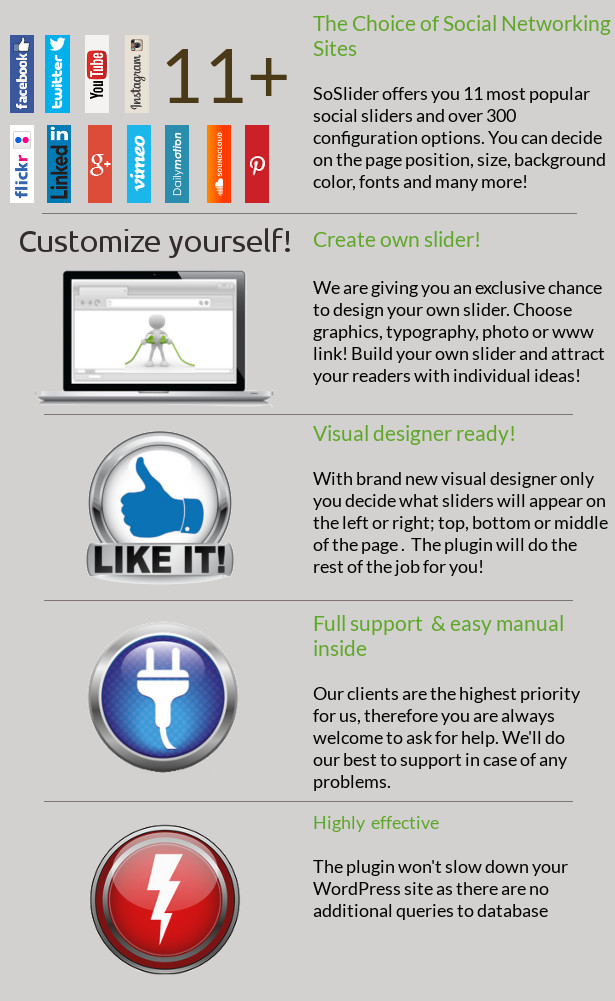 facebook
twitter
You Tube
Instagram
11+
flickr
Linked in
g+
vimeo
Dailymotion
SOUNDCLOUD
The Choice of Social Networking
Sites
SoSlider offers you 11 most popular
social sliders and over 300
configuration options. You can decide
on the page position, size, background
color, fonts and many more!
Customize yourself!
Create own slider!
We are giving you an exclusive chance
to design your own slider. Choose
graphics, typography, photo or www
link! Build your own slider and attract
your readers with individual ideas!
LIKE IT!
Visual designer ready!
With brand new visual designer only
you decide what sliders will appear on
the left or right; top, bottom or middle
of the page .  The plugin will do the
rest of the job for you!
Full support  & easy manual
inside
Our clients are the highest priority
for us, therefore you are always
welcome to ask for help. We'll do
our best to support in case of any
problems.
Highly effective
The plugin won't slow down your
WordPress site as there are no
additional queries to database